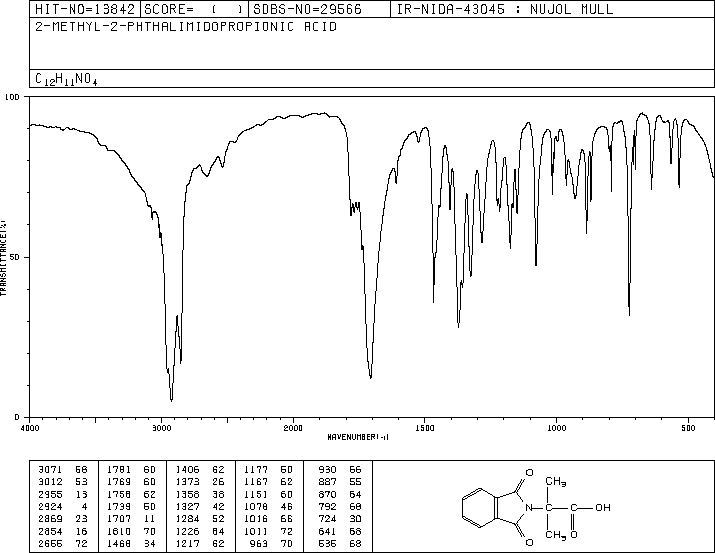 HIT-NO=13842 SCORE= ( ) SDBS-NO=29566 IR-NIDA-43045 : NUJOL MULL
2-METHYL-2-PHTHALIMIDOPROPIONIC ACID
C12H11NO4
100
50
0
TRANSMITTANCE(%)
4000 3000 2000 1500 1000 500
WAVENUMBER(-1)
3071 1781 60 1406 62 1177 50 930 66
3012 53 1769 60 1373 26 1167 62 887 55
2955 13 1758 62 1358 38 1151 60 870 64
2924 4 1739 50 1327 42 1078 46 792 68
2869 23 1707 11 1284 52 1016 66 724 30
2854 16 1610 70 1226 64 1011 72 641 68
2655 72 1468 34 1217 62 963 70 535 68
O
N
O
CH3
C
CH3
C
O
OH